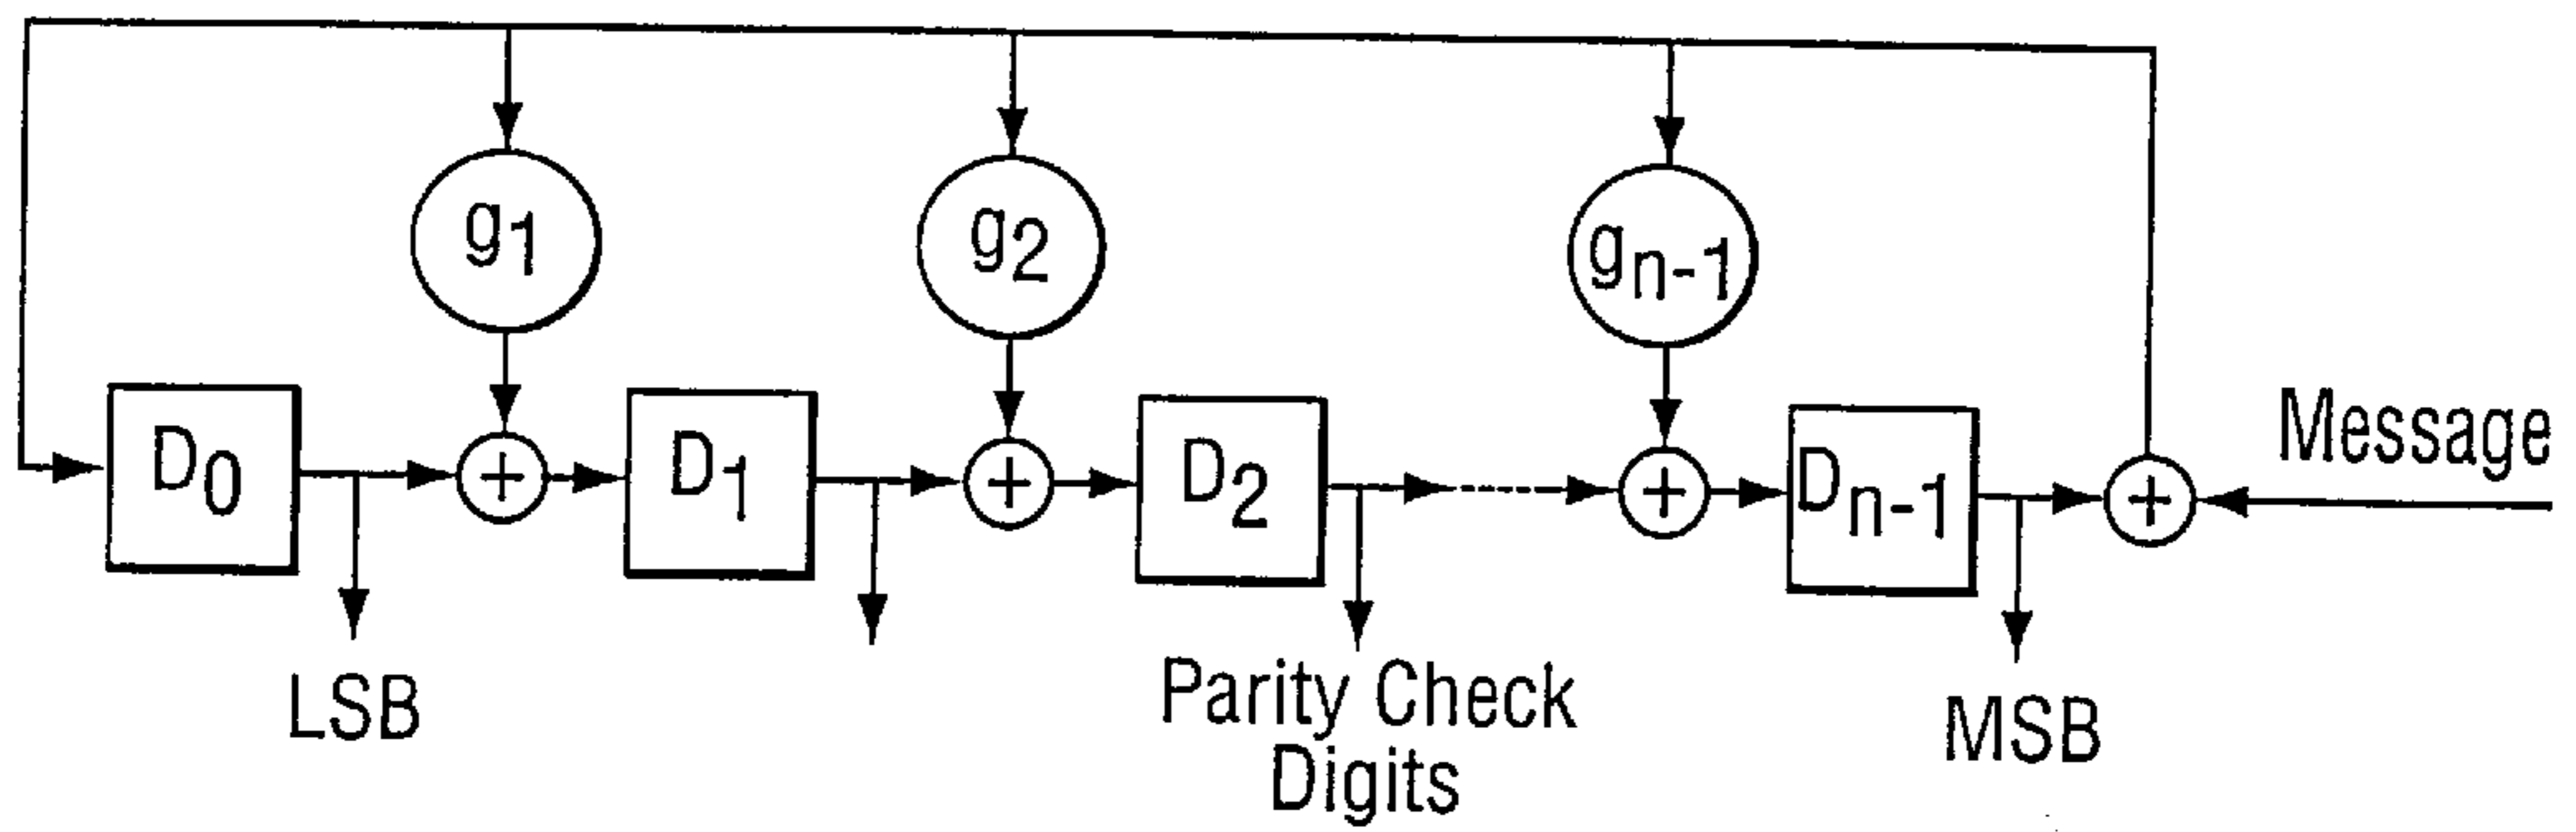 g1 g2 gn-1
+ + + +
D0 D1 D2 Dn-1
Message
LSB
Parity Check
Digits
MSB